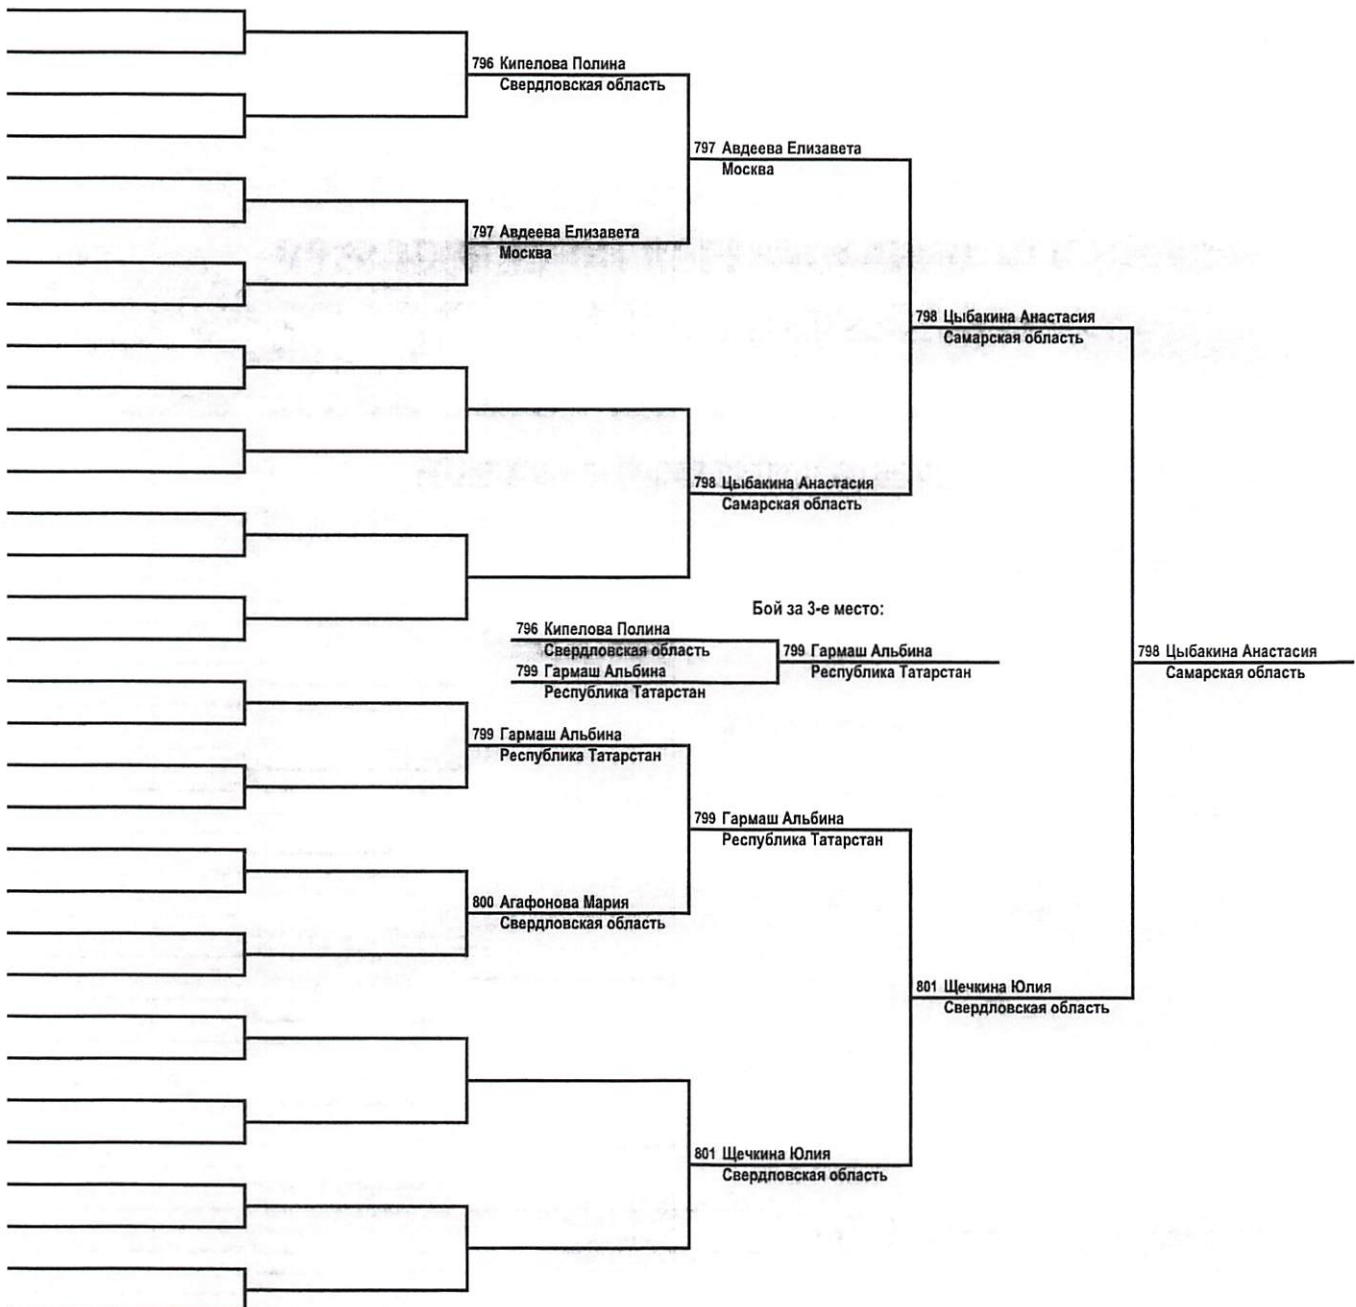 796 Кипелова Полина
Свердловская область
797 Авдеева Елизавета
Москва
797 Авдеева Елизавета
Москва
798 Цыбакина Анастасия
Самарская область
798 Цыбакина Анастасия
Самарская область
Бой за 3-е место:
796 Кипелова Полина
Свердловская область
799 Гармаш Альбина
Республика Татарстан
799 Гармаш Альбина
Республика Татарстан
798 Цыбакина Анастасия
Самарская область
799 Гармаш Альбина
Республика Татарстан
799 Гармаш Альбина
Республика Татарстан
800 Агафонова Мария
Свердловская область
801 Щечкина Юлия
Свердловская область
801 Щечкина Юлия
Свердловская область